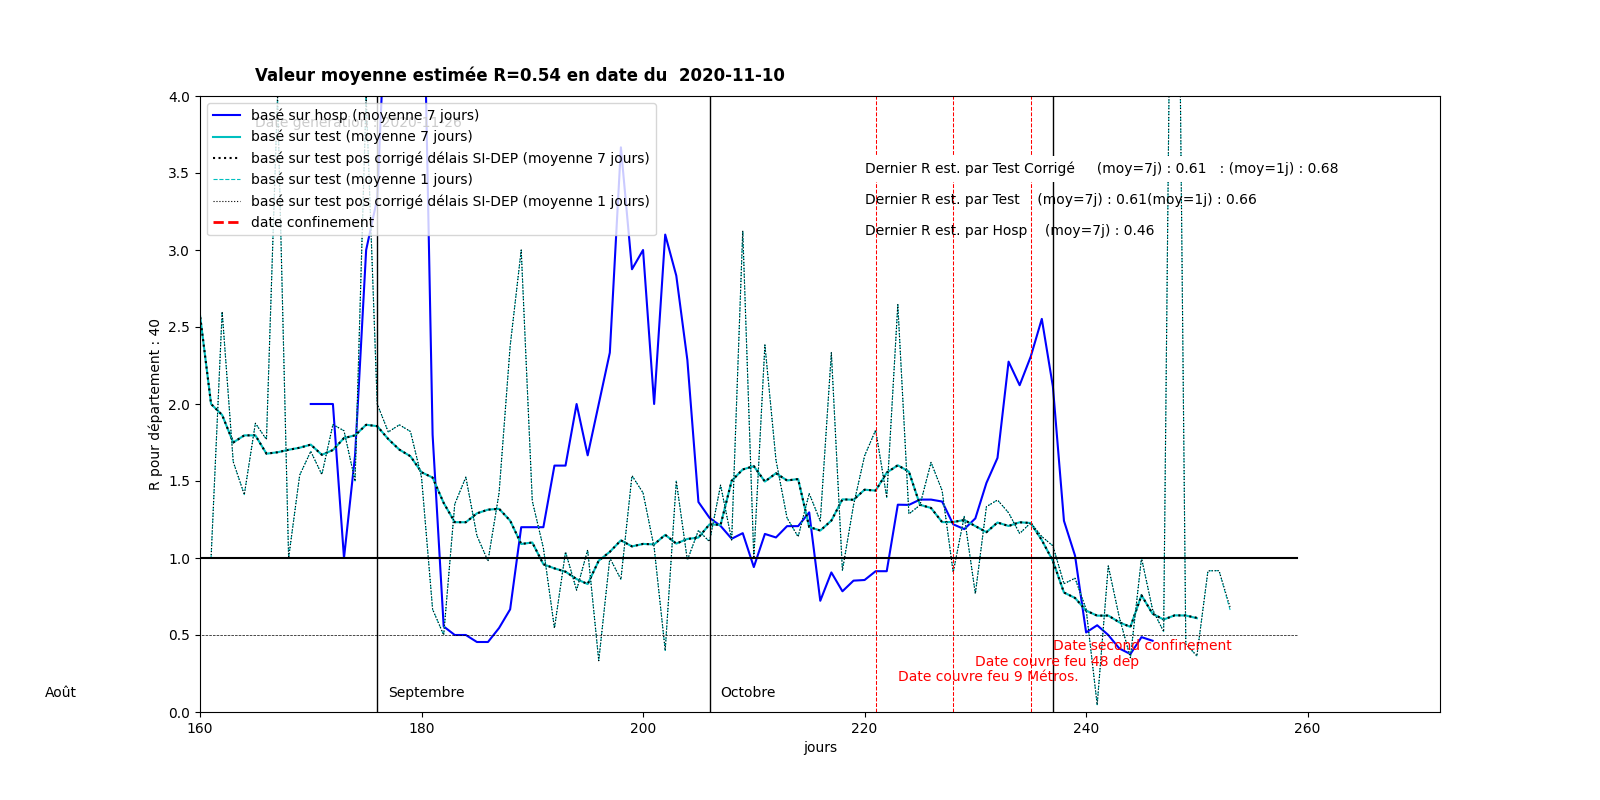 Valeur moyenne estimée R=0.54 en date du  2020-11-10
4.0
3.5
3.0
2.5
2.0
1.5
1.0
0.5
0.0
R pour département : 40
basé sur hosp (moyenne 7 jours)
basé sur test (moyenne 7 jours)
basé sur test pos corrigé délais SI-DEP (moyenne 7 jours)
basé sur test (moyenne 1 jours)
basé sur test pos corrigé délais SI-DEP (moyenne 1 jours)
date confinement
Dernier R est. par Test Corrigé     (moy=7j) : 0.61   : (moy=1j) : 0.68
Dernier R est. par Test    (moy=7j) : 0.61(moy=1j) : 0.66
Dernier R est. par Hosp    (moy=7j) : 0.46
Date second confinement
Date couvre feu 48 dep
Date couvre feu 9 Métros.
Août
Septembre
Octobre
160
180
200
220
240
260
jours